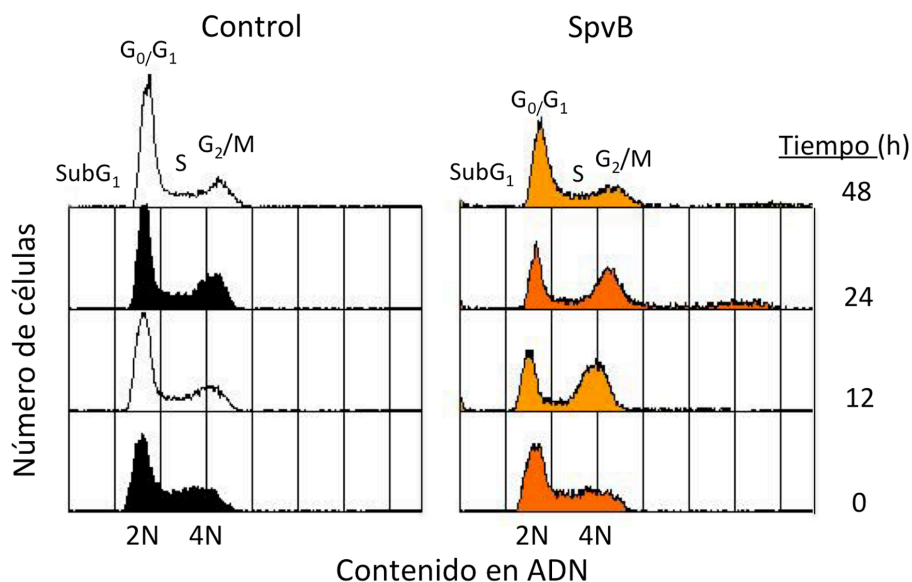 Control
SpvB
G0/G1
G0/G1
SubG1
S
G2/M
SubG1
S
G2/M
Tiempo (h)
48
24
12
0
Número de células
2N
4N
2N
4N
Contenido en ADN